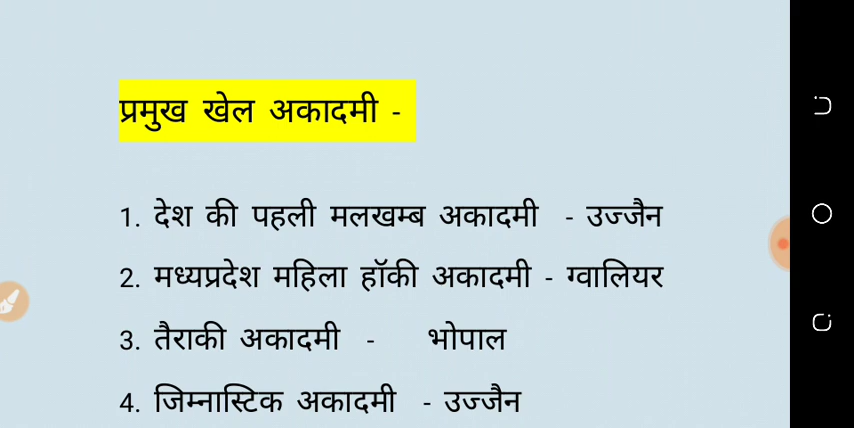 प्रमुख खेल अकादमी -
1. देश की पहली मलखम्ब अकादमी - उज्जैन
2. मध्यप्रदेश महिला हॉकी अकादमी - ग्वालियर
3. तैराकी अकादमी - भोपाल
4. जिम्नास्टिक अकादमी - उज्जैन